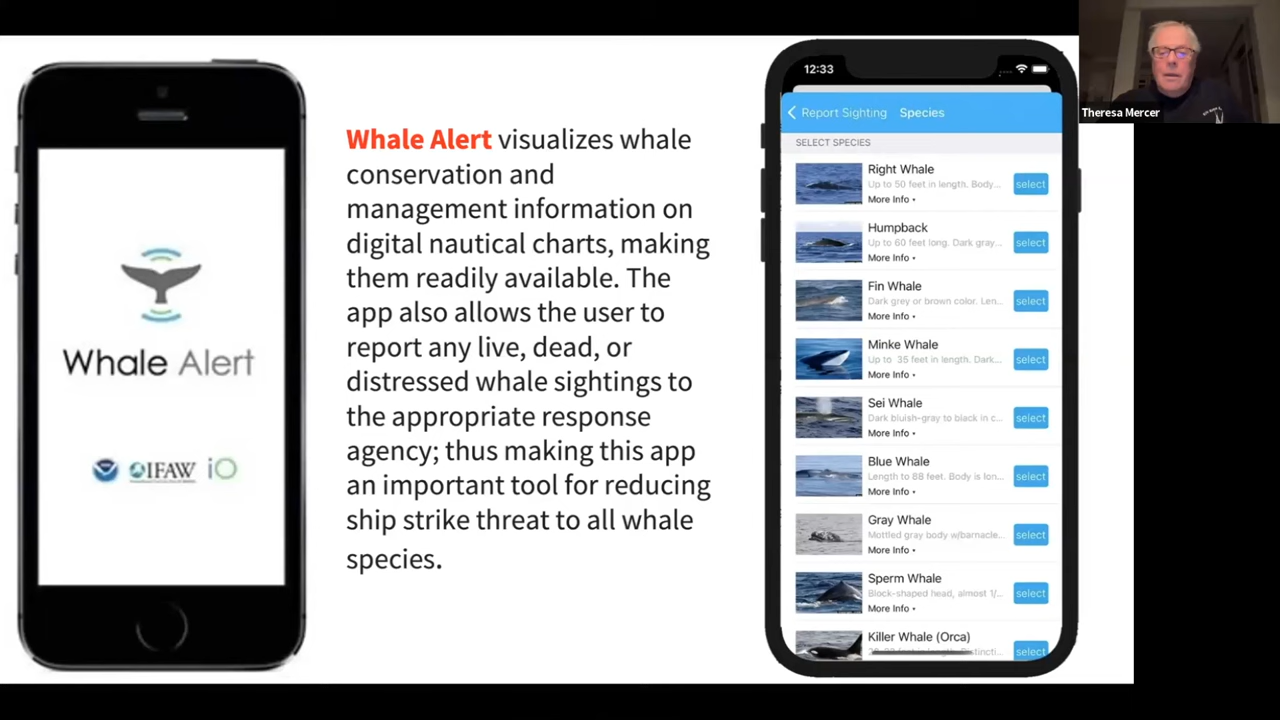 Whale Alert
IFAW
iO
Whale Alert visualizes whale
conservation and
management information on
digital nautical charts, making
them readily available. The
app also allows the user to
report any live, dead, or
distressed whale sightings to
the appropriate response
agency; thus making this app
an important tool for reducing
ship strike threat to all whale
species.
12:33
Report Sighting Species
SELECT SPECIES
Right Whale
Up to 50 feet in length. Body...
More Info
select
Humpback
Up to 60 feet long. Dark gray...
More Info
select
Fin Whale
Dark grey or brown color. Len...
More Info
select
Minke Whale
Up to 35 feet in length. Dark...
More Info
select
Sei Whale
Dark bluish-gray to black in c...
More Info
select
Blue Whale
Length to 88 feet. Body is lon...
More Info
select
Gray Whale
Mottled gray body w/barnacle...
More Info
select
Sperm Whale
Block-shaped head, almost 1/...
More Info
select
Killer Whale (Orca)
select
Theresa Mercer